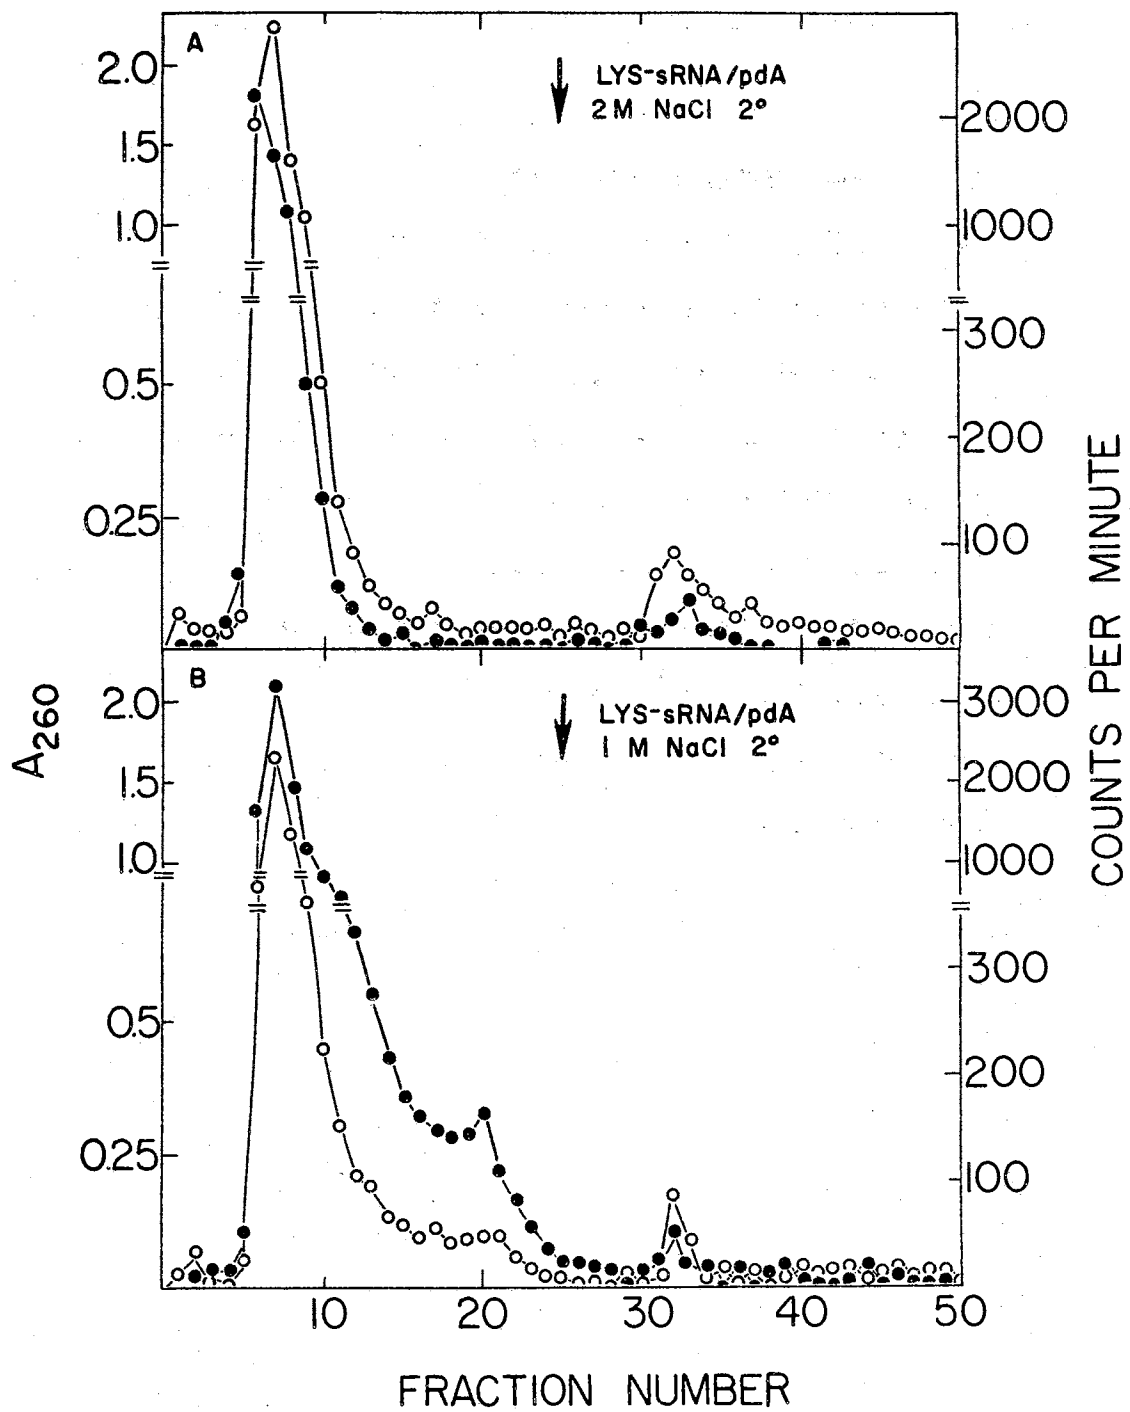 A
LYS-sRNA/pdA
2 M NaCl 2°
2.0
1.5
1.0
0.5
0.25
2000
1000
300
200
100
B
LYS-sRNA/pdA
1 M NaCl 2°
2.0
1.5
1.0
0.5
0.25
3000
2000
1000
300
200
100
A260
COUNTS PER MINUTE
10 20 30 40 50
FRACTION NUMBER